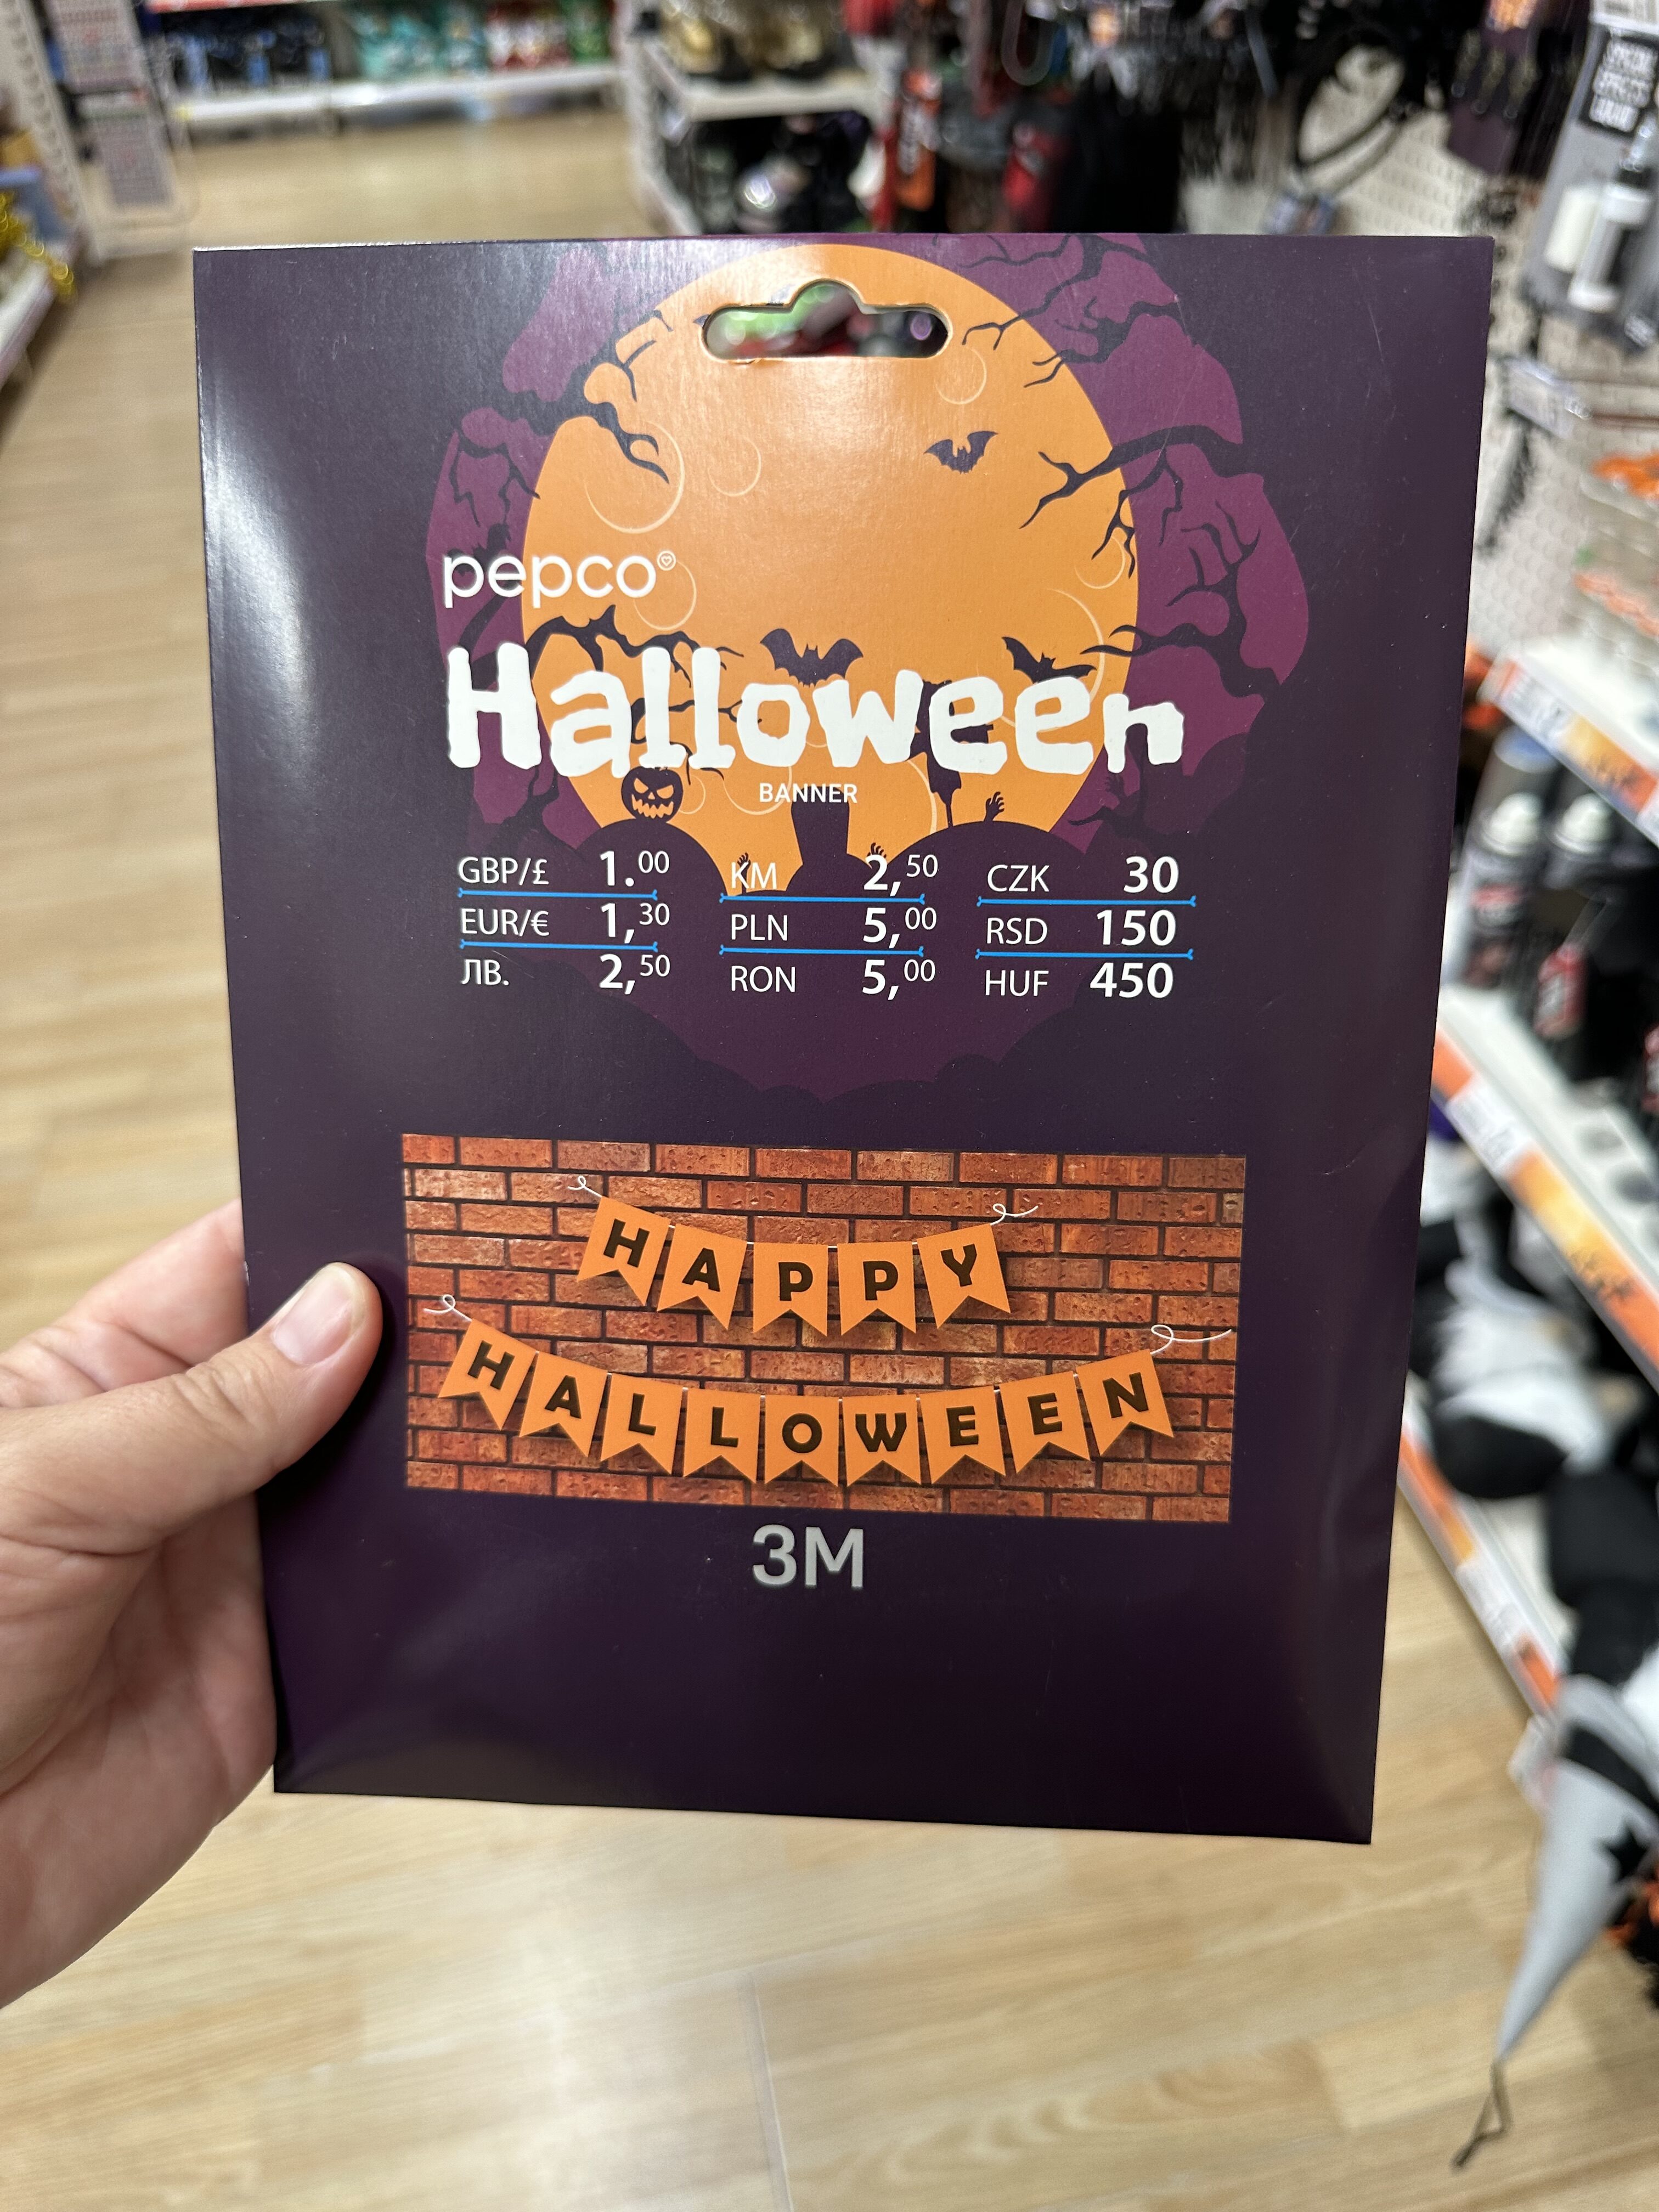 pepco
Halloween
BANNER
GBP/£ 1.00 KM 2,50 CZK 30
EUR/€ 1,30 PLN 5,00 RSD 150
ЛВ. 2,50 RON 5,00 HUF 450
HAPPY
HALLOWEEN
3M